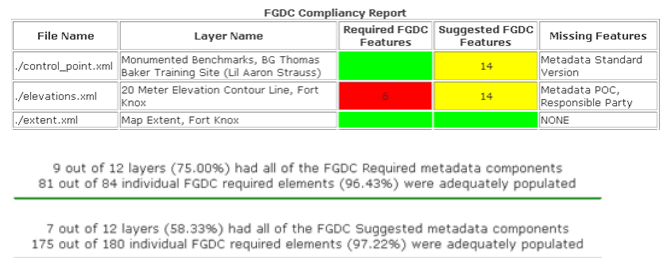 FGDC Compliancy Report
File Name Layer Name Required FGDC Features Suggested FGDC Features Missing Features
./control_point.xml Monumented Benchmarks, BG Thomas Baker Training Site (Lil Aaron Strauss) 14 Metadata Standard Version
./elevations.xml 20 Meter Elevation Contour Line, Fort Knox 6 14 Metadata POC, Responsible Party
./extent.xml Map Extent, Fort Knox NONE
9 out of 12 layers (75.00%) had all of the FGDC Required metadata components
81 out of 84 individual FGDC required elements (96.43%) were adequately populated
7 out of 12 layers (58.33%) had all of the FGDC Suggested metadata components
175 out of 180 individual FGDC required elements (97.22%) were adequately populated